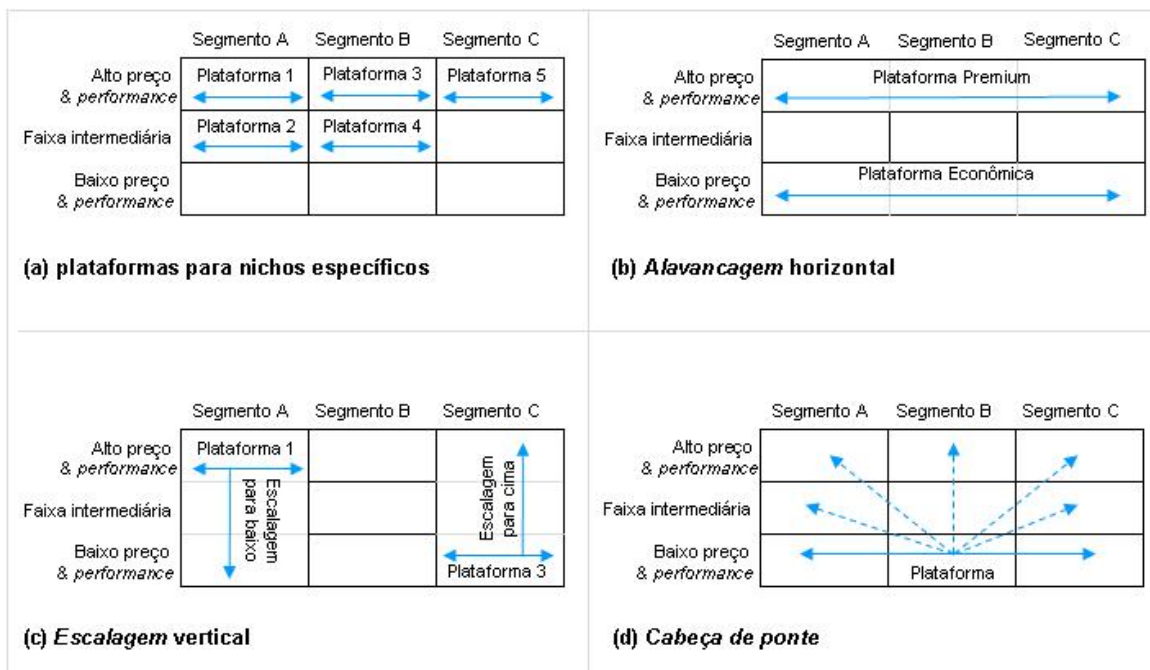 Segmento A Segmento B Segmento C
Alto preço
& performance
Plataforma 1 Plataforma 3 Plataforma 5
Faixa intermediária
Plataforma 2 Plataforma 4
Baixo preço
& performance
(a) plataformas para nichos específicos
Segmento A Segmento B Segmento C
Alto preço
& performance
Plataforma Premium
Faixa intermediária
Baixo preço
& performance
Plataforma Econômica
(b) Alavancagem horizontal
Segmento A Segmento B Segmento C
Alto preço
& performance
Plataforma 1
Faixa intermediária
Escalagem
para baixo
Escalagem
para cima
Baixo preço
& performance
Plataforma 3
(c) Escalagem vertical
Segmento A Segmento B Segmento C
Alto preço
& performance
Faixa intermediária
Baixo preço
& performance
Plataforma
(d) Cabeça de ponte